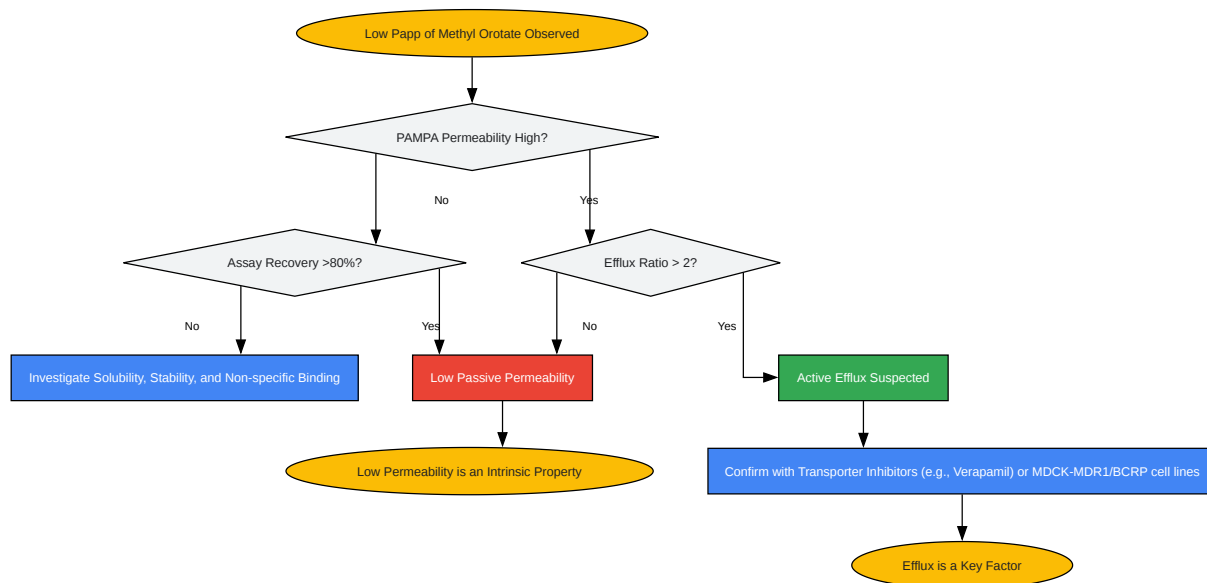 Low Papp of Methyl Orotate Observed
PAMPA Permeability High?
No
Yes
Assay Recovery >80%?
Efflux Ratio > 2?
No
Yes
No
Yes
Investigate Solubility, Stability, and Non-specific Binding
Low Passive Permeability
Active Efflux Suspected
Low Permeability is an Intrinsic Property
Confirm with Transporter Inhibitors (e.g., Verapamil) or MDCK-MDR1/BCRP cell lines
Efflux is a Key Factor